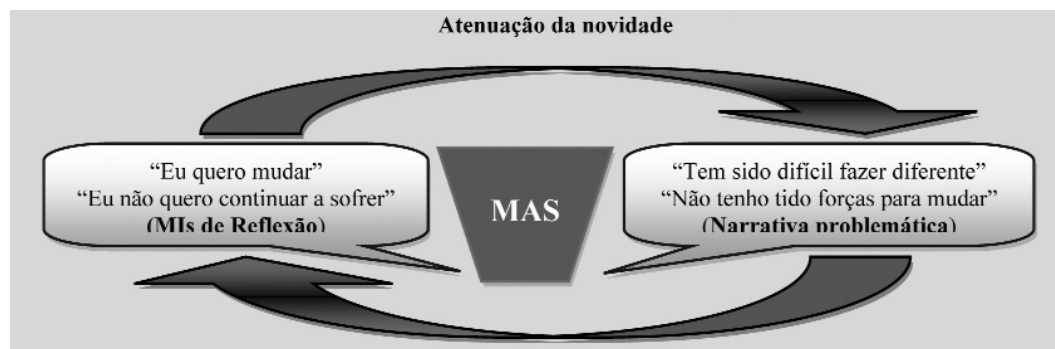 Atenuação da novidade
“Eu quero mudar”
“Eu não quero continuar a sofrer”
(MIs de Reflexão)
MAS
“Tem sido difícil fazer diferente”
“Não tenho tido forças para mudar”
(Narrativa problemática)